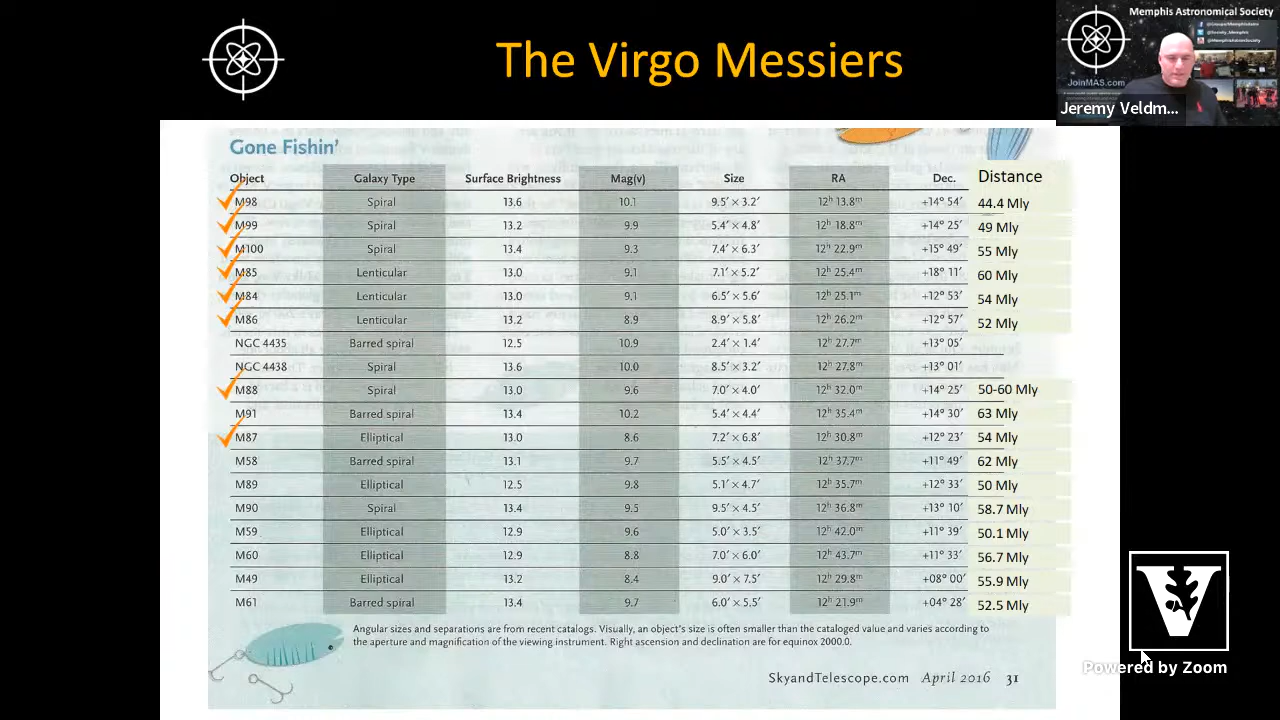 The Virgo Messiers
Memphis Astronomical Society
JoinMAS.com
Jeremy Veldm...
Gone Fishin'
Object Galaxy Type Surface Brightness Mag(v) Size RA Dec. Distance
M98 Spiral 13.6 10.1 9.5′ × 3.2′ 12ʰ 13.8ᵐ +14° 54′ 44.4 Mly
M99 Spiral 13.2 9.9 5.4′ × 4.8′ 12ʰ 18.8ᵐ +14° 25′ 49 Mly
M100 Spiral 13.4 9.3 7.4′ × 6.3′ 12ʰ 22.9ᵐ +15° 49′ 55 Mly
M85 Lenticular 13.0 9.1 7.1′ × 5.2′ 12ʰ 25.4ᵐ +18° 11′ 60 Mly
M84 Lenticular 13.0 9.1 6.5′ × 5.6′ 12ʰ 25.1ᵐ +12° 53′ 54 Mly
M86 Lenticular 13.2 8.9 8.9′ × 5.8′ 12ʰ 26.2ᵐ +12° 57′ 52 Mly
NGC 4435 Barred spiral 12.5 10.9 2.4′ × 1.4′ 12ʰ 27.7ᵐ +13° 05′
NGC 4438 Spiral 13.6 10.0 8.5′ × 3.2′ 12ʰ 27.8ᵐ +13° 01′
M88 Spiral 13.0 9.6 7.0′ × 4.0′ 12ʰ 32.0ᵐ +14° 25′ 50-60 Mly
M91 Barred spiral 13.4 10.2 5.4′ × 4.4′ 12ʰ 35.4ᵐ +14° 30′ 63 Mly
M87 Elliptical 13.0 8.6 7.2′ × 6.8′ 12ʰ 30.8ᵐ +12° 23′ 54 Mly
M58 Barred spiral 13.1 9.7 5.5′ × 4.5′ 12ʰ 37.7ᵐ +11° 49′ 62 Mly
M89 Elliptical 12.5 9.8 5.1′ × 4.7′ 12ʰ 35.7ᵐ +12° 33′ 50 Mly
M90 Spiral 13.4 9.5 9.5′ × 4.5′ 12ʰ 36.8ᵐ +13° 10′ 58.7 Mly
M59 Elliptical 12.9 9.6 5.0′ × 3.5′ 12ʰ 42.0ᵐ +11° 39′ 50.1 Mly
M60 Elliptical 12.9 8.8 7.0′ × 6.0′ 12ʰ 43.7ᵐ +11° 33′ 56.7 Mly
M49 Elliptical 13.2 8.4 9.0′ × 7.5′ 12ʰ 29.8ᵐ +08° 00′ 55.9 Mly
M61 Barred spiral 13.4 9.7 6.0′ × 5.5′ 12ʰ 21.9ᵐ +04° 28′ 52.5 Mly
Angular sizes and separations are from recent catalogs. Visually, an object's size is often smaller than the cataloged value and varies according to
the aperture and magnification of the viewing instrument. Right ascension and declination are for equinox 2000.0.
SkyandTelescope.com April 2016 31
V
Powered by Zoom